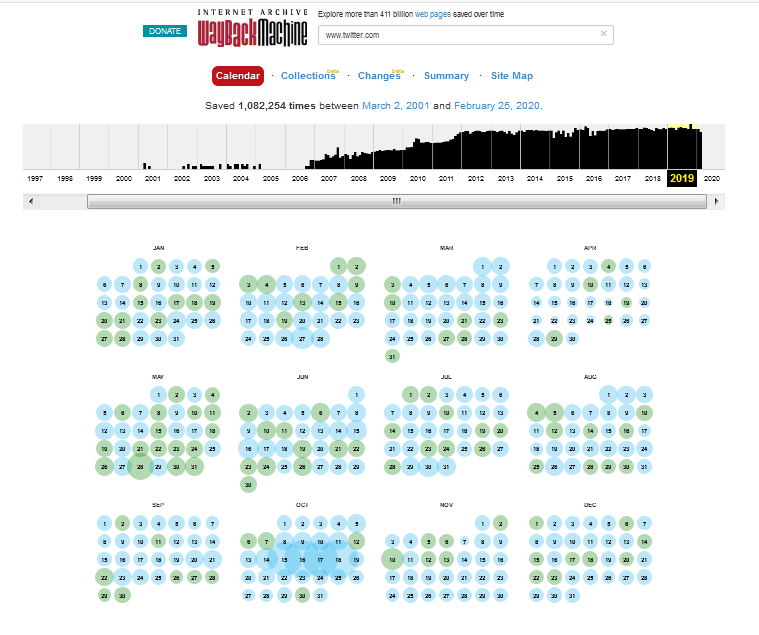 INTERNET ARCHIVE
WayBackMachine
DONATE
Explore more than 411 billion web pages saved over time
www.twitter.com ×
Calendar · Collections beta · Changes beta · Summary · Site Map
Saved 1,082,254 times between March 2, 2001 and February 25, 2020.
1997 1998 1999 2000 2001 2002 2003 2004 2005 2006 2007 2008 2009 2010 2011 2012 2013 2014 2015 2016 2017 2018 2019 2020
JAN FEB MAR APR
1 2 3 4 5 1 2 1 2 1 2 3 4 5 6
6 7 8 9 10 11 12 3 4 5 6 7 8 9 3 4 5 6 7 8 9 7 8 9 10 11 12 13
13 14 15 16 17 18 19 10 11 12 13 14 15 16 10 11 12 13 14 15 16 14 15 16 17 18 19 20
20 21 22 23 24 25 26 17 18 19 20 21 22 23 17 18 19 20 21 22 23 21 22 23 24 25 26 27
27 28 29 30 31 24 25 26 27 28 24 25 26 27 28 29 30 28 29 30
31
MAY JUN JUL AUG
1 2 3 4 1 1 2 3 4 5 6 1 2 3
5 6 7 8 9 10 11 2 3 4 5 6 7 8 7 8 9 10 11 12 13 4 5 6 7 8 9 10
12 13 14 15 16 17 18 9 10 11 12 13 14 15 14 15 16 17 18 19 20 11 12 13 14 15 16 17
19 20 21 22 23 24 25 16 17 18 19 20 21 22 21 22 23 24 25 26 27 18 19 20 21 22 23 24
26 27 28 29 30 31 23 24 25 26 27 28 29 28 29 30 31 25 26 27 28 29 30 31
30
SEP OCT NOV DEC
1 2 3 4 5 6 7 1 2 3 4 5 1 2 1 2 3 4 5 6 7
8 9 10 11 12 13 14 6 7 8 9 10 11 12 3 4 5 6 7 8 9 8 9 10 11 12 13 14
15 16 17 18 19 20 21 13 14 15 16 17 18 19 10 11 12 13 14 15 16 15 16 17 18 19 20 21
22 23 24 25 26 27 28 20 21 22 23 24 25 26 17 18 19 20 21 22 23 22 23 24 25 26 27 28
29 30 27 28 29 30 31 24 25 26 27 28 29 30 29 30 31